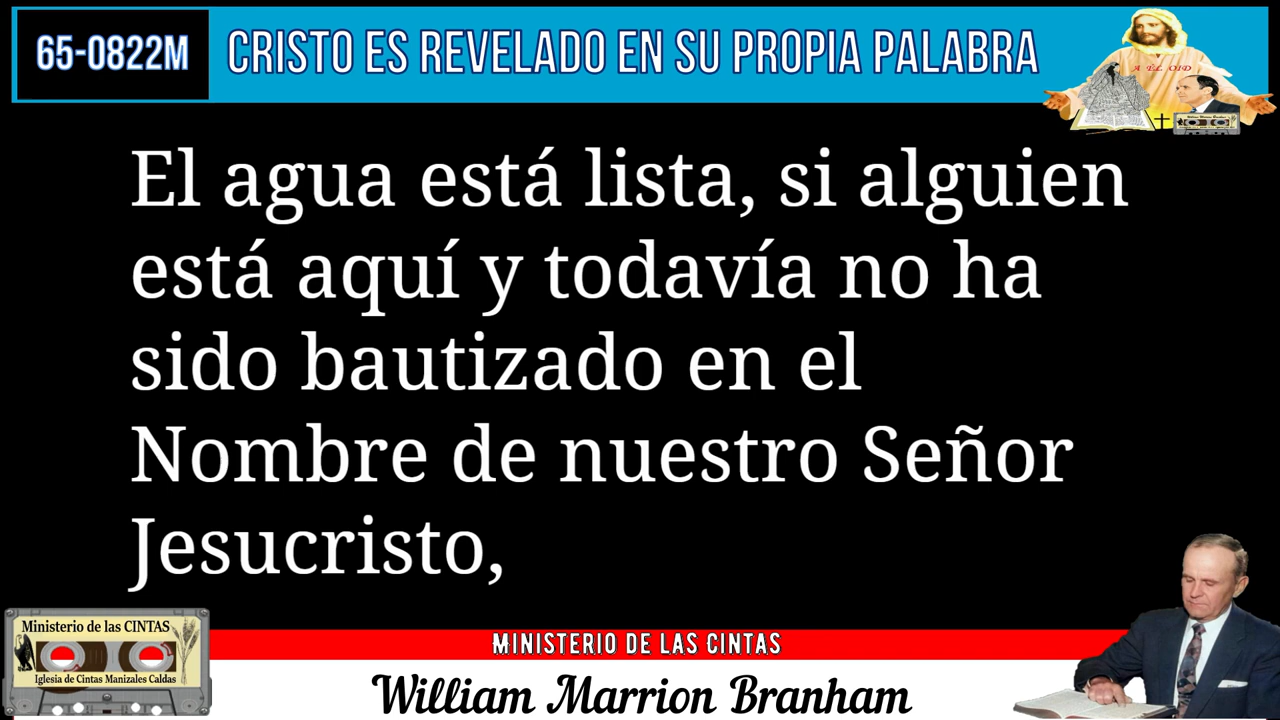 65-0822M
CRISTO ES REVELADO EN SU PROPIA PALABRA
A ÉL OID
El agua está lista, si alguien
está aquí y todavía no ha
sido bautizado en el
Nombre de nuestro Señor
Jesucristo,
Ministerio de las CINTAS
Iglesia de Cintas Manizales Caldas
MINISTERIO DE LAS CINTAS
William Marrion Branham